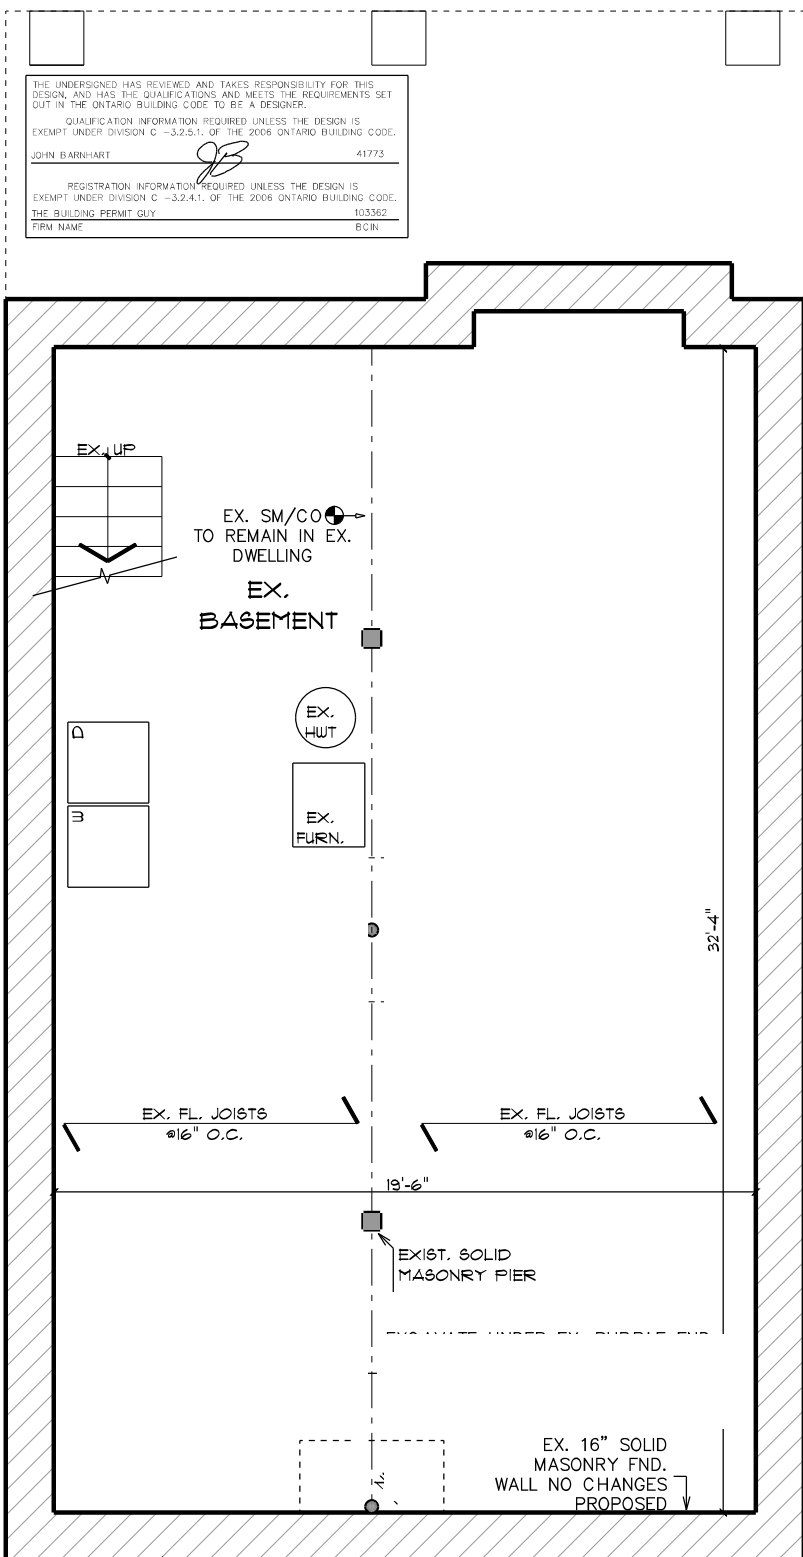 THE UNDERSIGNED HAS REVIEWED AND TAKES RESPONSIBILITY FOR THIS
DESIGN, AND HAS THE QUALIFICATIONS AND MEETS THE REQUIREMENTS SET
OUT IN THE ONTARIO BUILDING CODE TO BE A DESIGNER.
QUALIFICATION INFORMATION REQUIRED UNLESS THE DESIGN IS
EXEMPT UNDER DIVISION C -3.2.5.1. OF THE 2006 ONTARIO BUILDING CODE.
JOHN BARNHART 41773
REGISTRATION INFORMATION REQUIRED UNLESS THE DESIGN IS
EXEMPT UNDER DIVISION C -3.2.4.1. OF THE 2006 ONTARIO BUILDING CODE.
THE BUILDING PERMIT GUY 103362
FIRM NAME BCIN
EX. UP
EX. SM/CO
TO REMAIN IN EX.
DWELLING
EX.
BASEMENT
EX.
HWT
D
W
EX.
FURN.
32'-4"
EX. FL. JOISTS
@16" O.C.
EX. FL. JOISTS
@16" O.C.
19'-6"
EXIST. SOLID
MASONRY PIER
EX. 16" SOLID
MASONRY FND.
WALL NO CHANGES
PROPOSED